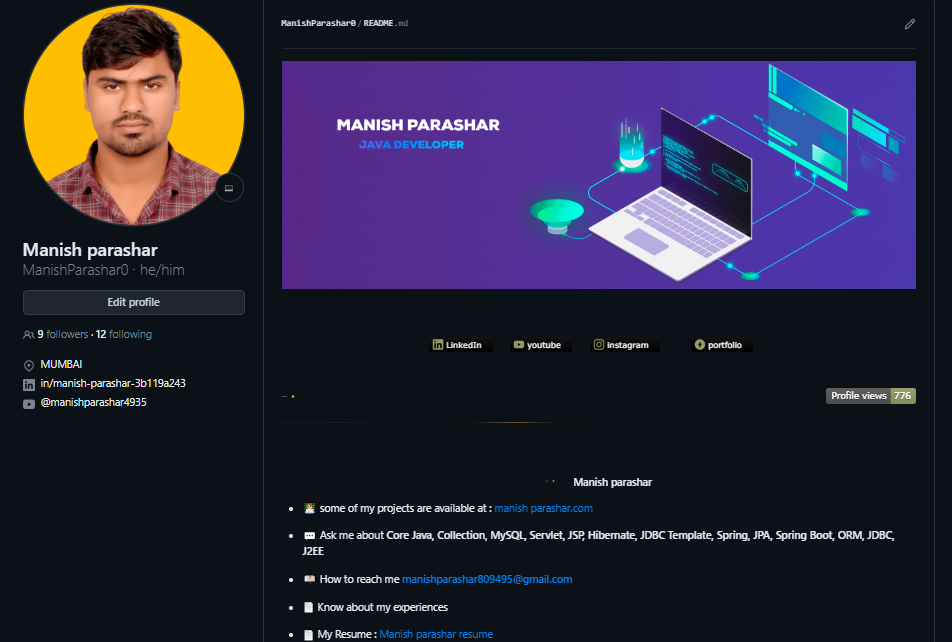 Manish parashar
ManishParashar0 · he/him
Edit profile
9 followers · 12 following
MUMBAI
in/manish-parashar-3b119a243
@manishparashar4935
ManishParashar0 / README.md
MANISH PARASHAR
JAVA DEVELOPER
LinkedIn
youtube
instagram
portfolio
Profile views 776
Manish parashar
some of my projects are available at : manish parashar.com
Ask me about Core Java, Collection, MySQL, Servlet, JSP, Hibernate, JDBC Template, Spring, JPA, Spring Boot, ORM, JDBC,
J2EE
How to reach me manishparashar809495@gmail.com
Know about my experiences
My Resume : Manish parashar resume